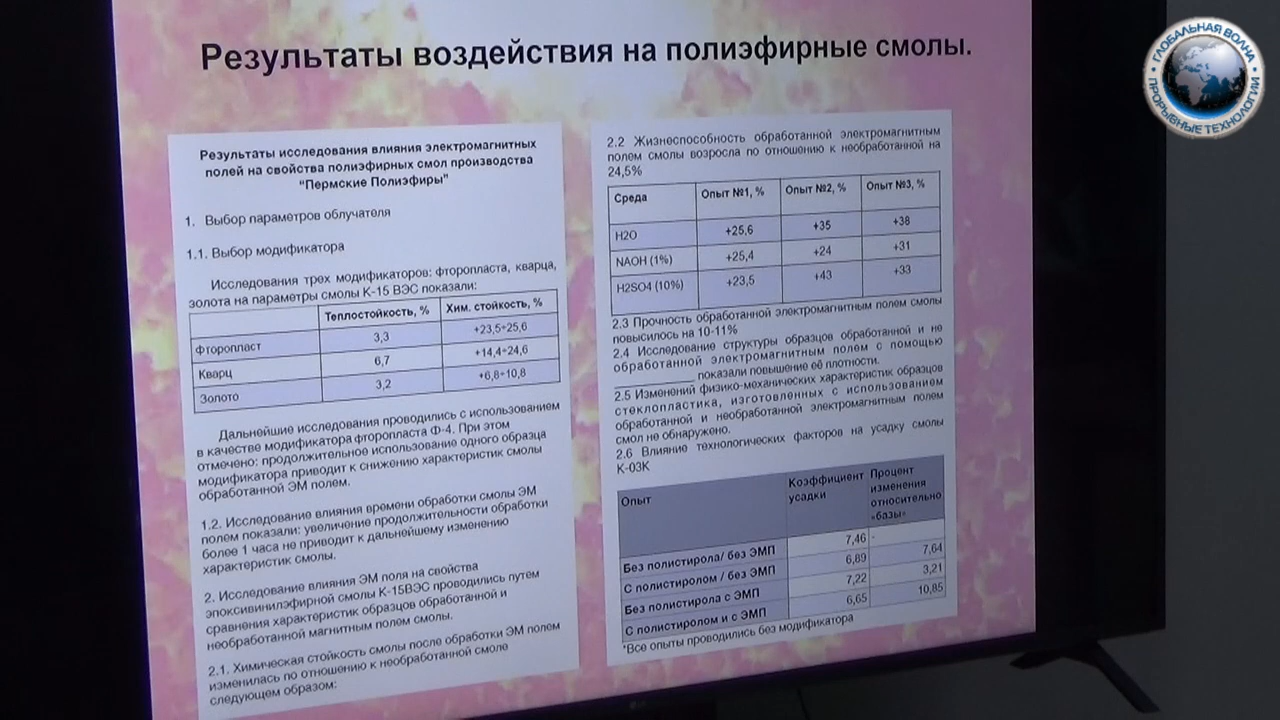 Результаты воздействия на полиэфирные смолы.
ГЛОБАЛЬНАЯ ВОЛНА
ПРОРЫВНЫЕ ТЕХНОЛОГИИ
Результаты исследования влияния электромагнитных
полей на свойства полиэфирных смол производства
"Пермские Полиэфиры"
1. Выбор параметров облучателя
1.1. Выбор модификатора
Исследования трех модификаторов: фторопласта, кварца,
золота на параметры смолы К-15 ВЭС показали:
Теплостойкость, % Хим. стойкость, %
Фторопласт 3,3 +23,5÷25,6
Кварц 6,7 +14,4÷24,6
Золото 3,2 +6,8÷10,8
Дальнейшие исследования проводились с использованием
в качестве модификатора фторопласта Ф-4. При этом
отмечено: продолжительное использование одного образца
модификатора приводит к снижению характеристик смолы
обработанной ЭМ полем.
1.2. Исследование влияния времени обработки смолы ЭМ
полем показали: увеличение продолжительности обработки
более 1 часа не приводит к дальнейшему изменению
характеристик смолы.
2. Исследование влияния ЭМ поля на свойства
эпоксивинилэфирной смолы К-15ВЭС проводились путем
сравнения характеристик образцов обработанной и
необработанной магнитным полем смолы.
2.1. Химическая стойкость смолы после обработки ЭМ полем
изменилась по отношению к необработанной смоле
следующем образом:
2.2 Жизнеспособность обработанной электромагнитным
полем смолы возросла по отношению к необработанной на
24,5%
Среда Опыт №1, % Опыт №2, % Опыт №3, %
H2O +25,6 +35 +38
NAOH (1%) +25,4 +24 +31
H2SO4 (10%) +23,5 +43 +33
2.3 Прочность обработанной электромагнитным полем смолы
повысилось на 10-11%
2.4 Исследование структуры образцов обработанной и не
обработанной электромагнитным полем с помощью
____________ показали повышение её плотности.
2.5 Изменений физико-механических характеристик образцов
стеклопластика, изготовленных с использованием
обработанной и необработанной электромагнитным полем
смол не обнаружено.
2.6 Влияние технологических факторов на усадку смолы
К-03К
Опыт Коэффициент усадки Процент изменения относительно «базы»
Без полистирола/ без ЭМП 7,46 -
С полистиролом / без ЭМП 6,89 7,64
Без полистирола с ЭМП 7,22 3,21
С полистиролом и с ЭМП 6,65 10,85
*Все опыты проводились без модификатора